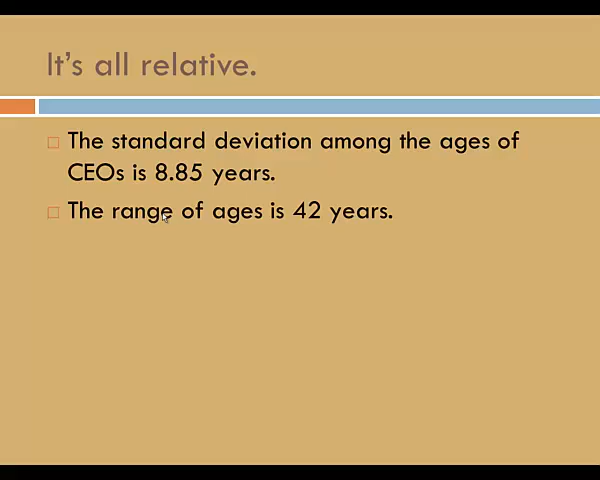 It's all relative.
The standard deviation among the ages of
CEOs is 8.85 years.
The range of ages is 42 years.